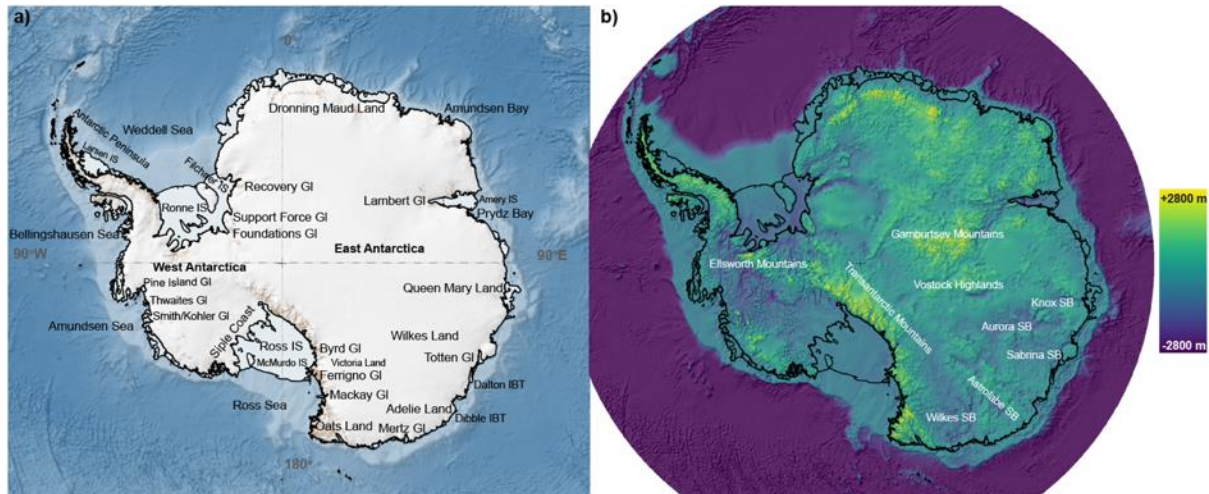 a)
0°
Dronning Maud Land
Amundsen Bay
Weddell Sea
Antarctic Peninsula
Larsen IS
Filchner IS
Recovery Gl
Lambert Gl
Amery IS
Prydz Bay
Ronne IS
Support Force Gl
Foundations Gl
Bellingshausen Sea
East Antarctica
90°W
90°E
West Antarctica
Pine Island Gl
Queen Mary Land
Thwaites Gl
Smith/Kohler Gl
Amundsen Sea
Siple Coast
Wilkes Land
Ross IS
Byrd Gl
Totten Gl
McMurdo IS
Victoria Land
Ferrigno Gl
Dalton IBT
Mackay Gl
Ross Sea
Adelie Land
Dibble IBT
Oats Land
Mertz Gl
180°
b)
+2800 m
Gamburtsev Mountains
Ellsworth Mountains
Transantarctic Mountains
Vostock Highlands
Knox SB
Aurora SB
-2800 m
Sabrina SB
Astrolabe SB
Wilkes SB